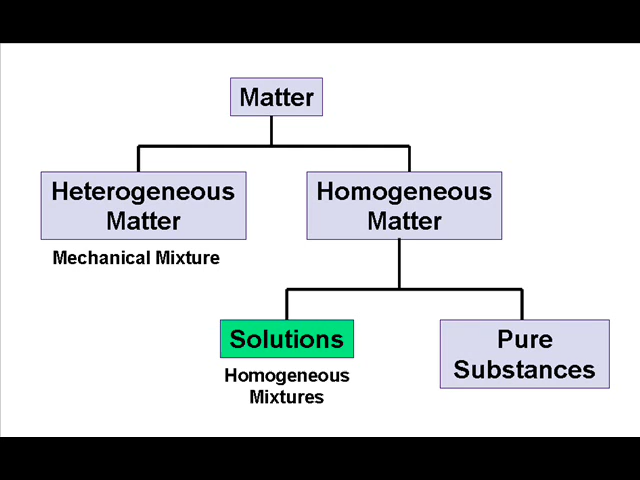 Matter
Heterogeneous
Matter
Homogeneous
Matter
Mechanical Mixture
Solutions
Pure
Substances
Homogeneous
Mixtures